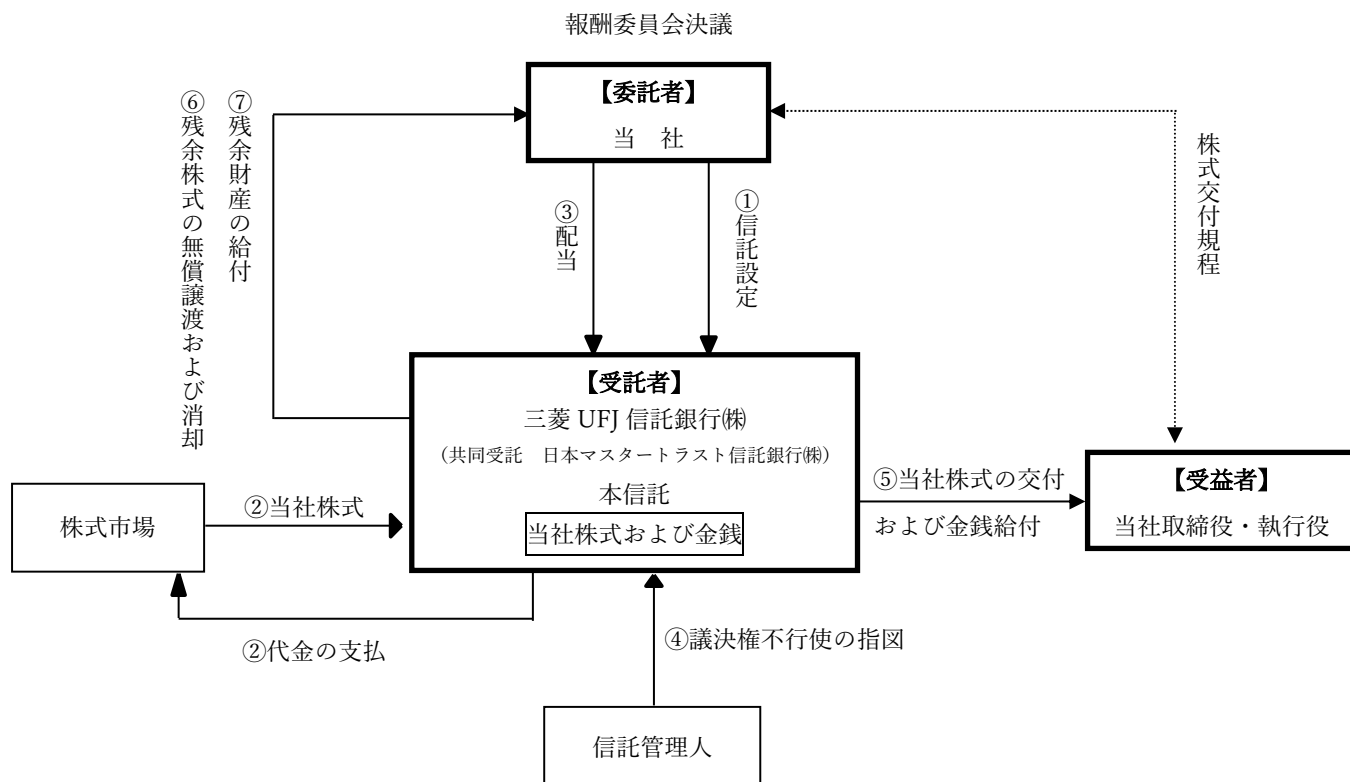 報酬委員会決議
【委託者】
当　社
⑦残余財産の給付
⑥残余株式の無償譲渡および消却
③配当
①信託設定
株式交付規程
【受託者】
三菱 UFJ 信託銀行㈱
（共同受託　日本マスタートラスト信託銀行㈱）
本信託
当社株式および金銭
株式市場
②当社株式
②代金の支払
⑤当社株式の交付
および金銭給付
【受益者】
当社取締役・執行役
④議決権不行使の指図
信託管理人